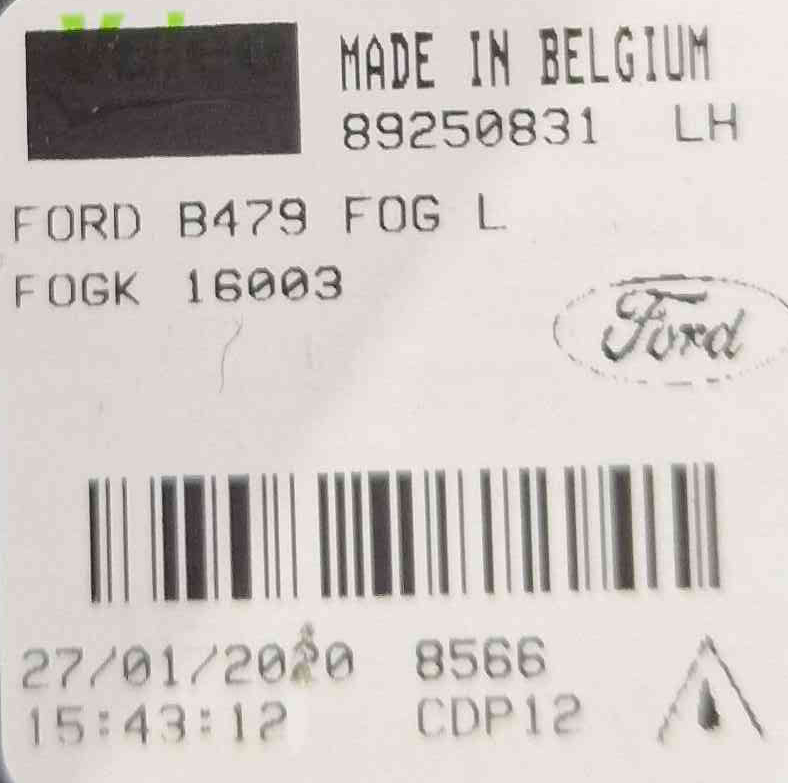 Valeo
MADE IN BELGIUM
89250831 LH
FORD B479 FOG L
FOGK 16003
Ford
27/01/2020 8566
15:43:12 CDP12